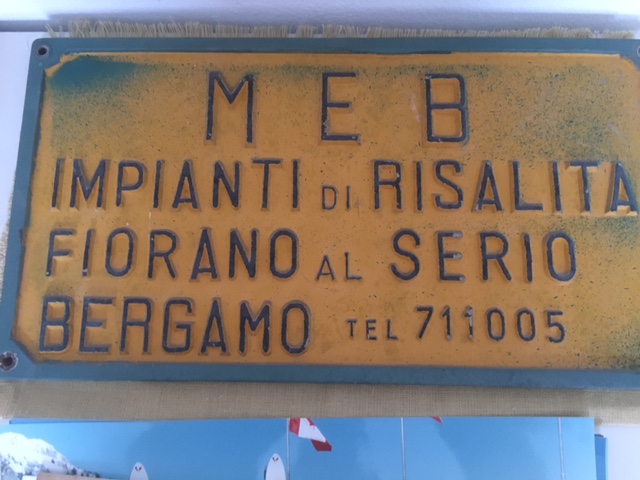 M E B
IMPIANTI DI RISALITA
FIORANO AL SERIO
BERGAMO TEL 711005